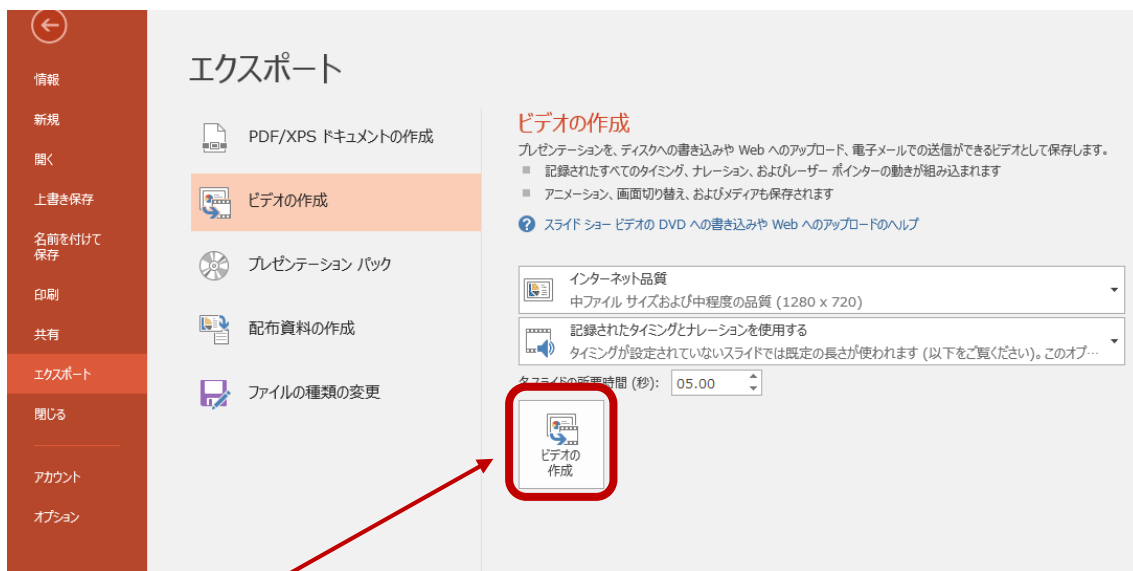 情報
新規
開く
上書き保存
名前を付けて
保存
印刷
共有
エクスポート
閉じる
アカウント
オプション
エクスポート
PDF/XPS ドキュメントの作成
ビデオの作成
プレゼンテーション パック
配布資料の作成
ファイルの種類の変更
ビデオの作成
プレゼンテーションを、ディスクへの書き込みや Web へのアップロード、電子メールでの送信ができるビデオとして保存します。
記録されたすべてのタイミング、ナレーション、およびレーザー ポインターの動きが組み込まれます
アニメーション、画面切り替え、およびメディアも保存されます
スライド ショー ビデオの DVD への書き込みや Web へのアップロードのヘルプ
インターネット品質
中ファイル サイズおよび中程度の品質 (1280 x 720)
記録されたタイミングとナレーションを使用する
タイミングが設定されていないスライドでは既定の長さが使われます (以下をご覧ください)。このオプ…
各スライドの所要時間 (秒): 05.00
ビデオの
作成